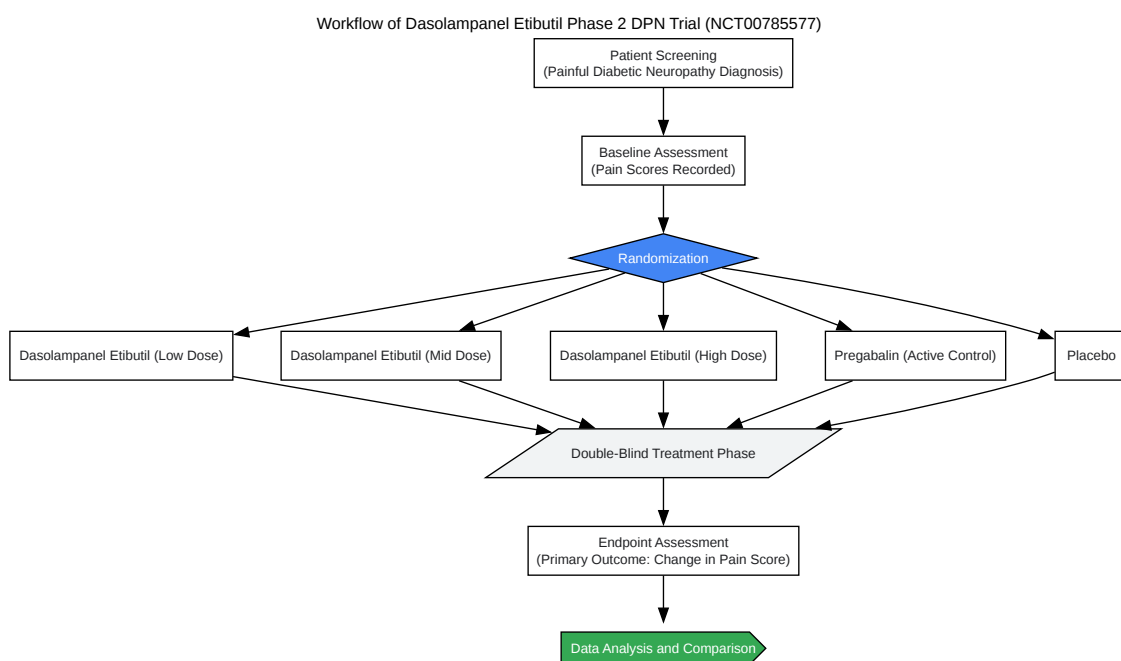 Workflow of Dasolampanel Etibutil Phase 2 DPN Trial (NCT00785577)
Patient Screening
(Painful Diabetic Neuropathy Diagnosis)
Baseline Assessment
(Pain Scores Recorded)
Randomization
Dasolampanel Etibutil (Low Dose)
Dasolampanel Etibutil (Mid Dose)
Dasolampanel Etibutil (High Dose)
Pregabalin (Active Control)
Placebo
Double-Blind Treatment Phase
Endpoint Assessment
(Primary Outcome: Change in Pain Score)
Data Analysis and Comparison